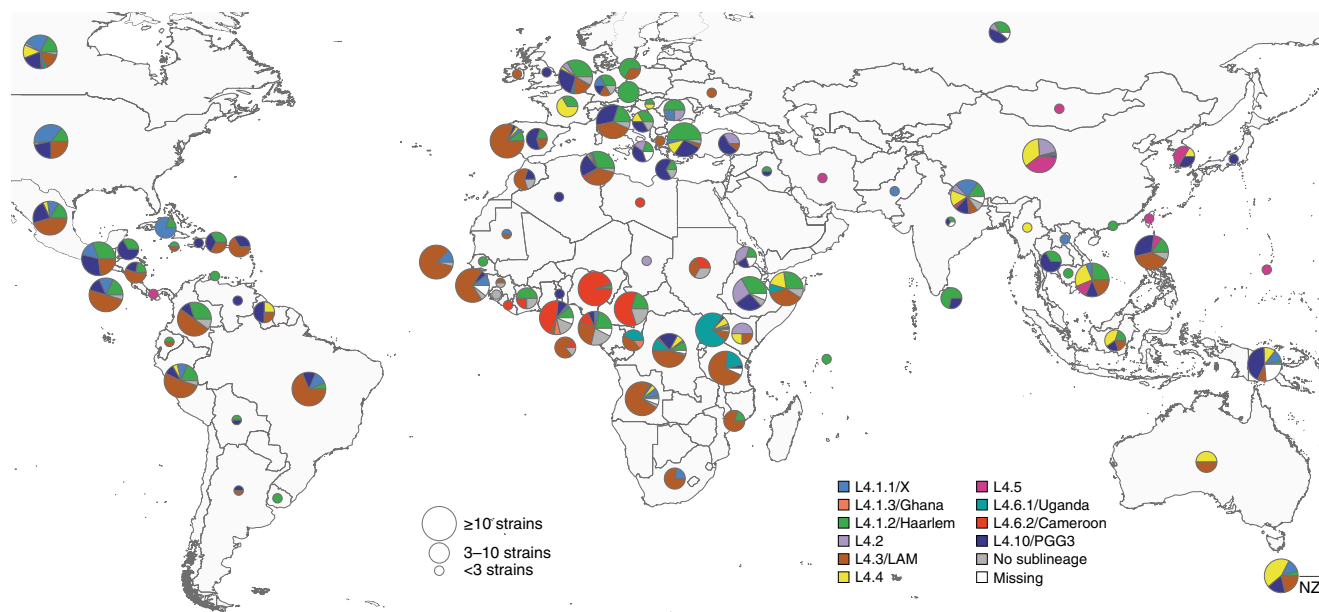 ≥10 strains
3–10 strains
<3 strains
L4.1.1/X
L4.1.3/Ghana
L4.1.2/Haarlem
L4.2
L4.3/LAM
L4.4
L4.5
L4.6.1/Uganda
L4.6.2/Cameroon
L4.10/PGG3
No sublineage
Missing
NZ